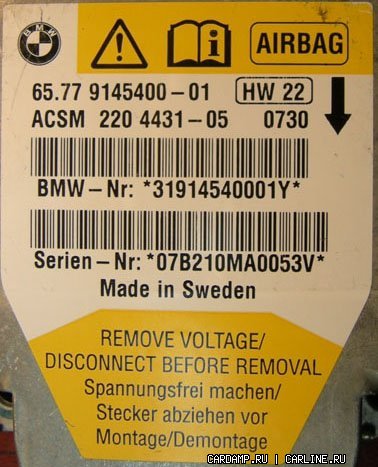 BMW
AIRBAG
65.77 9145400-01 HW 22
ACSM 220 4431-05 0730
BMW-Nr: *31914540001Y*
Serien-Nr: *07B210MA0053V*
Made in Sweden
REMOVE VOLTAGE/
DISCONNECT BEFORE REMOVAL
Spannungsfrei machen/
Stecker abziehen vor
Montage/Demontage
CARDAMP.RU | CARLINE.RU